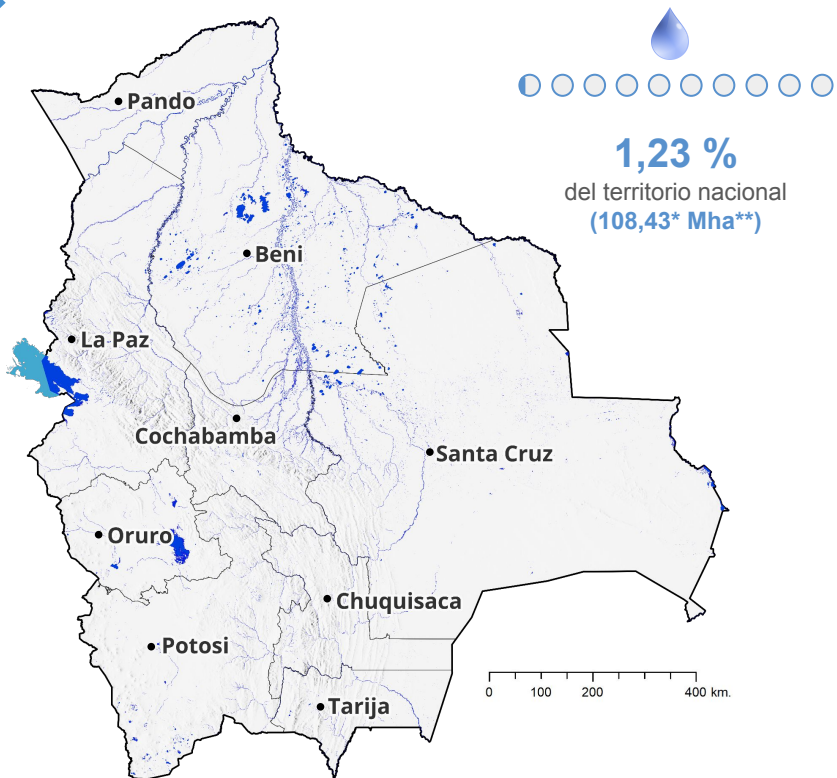 Pando
1,23 %
del territorio nacional
(108,43* Mha**)
Beni
La Paz
Cochabamba
Santa Cruz
Oruro
Chuquisaca
Potosi
Tarija
0 100 200 400 km.